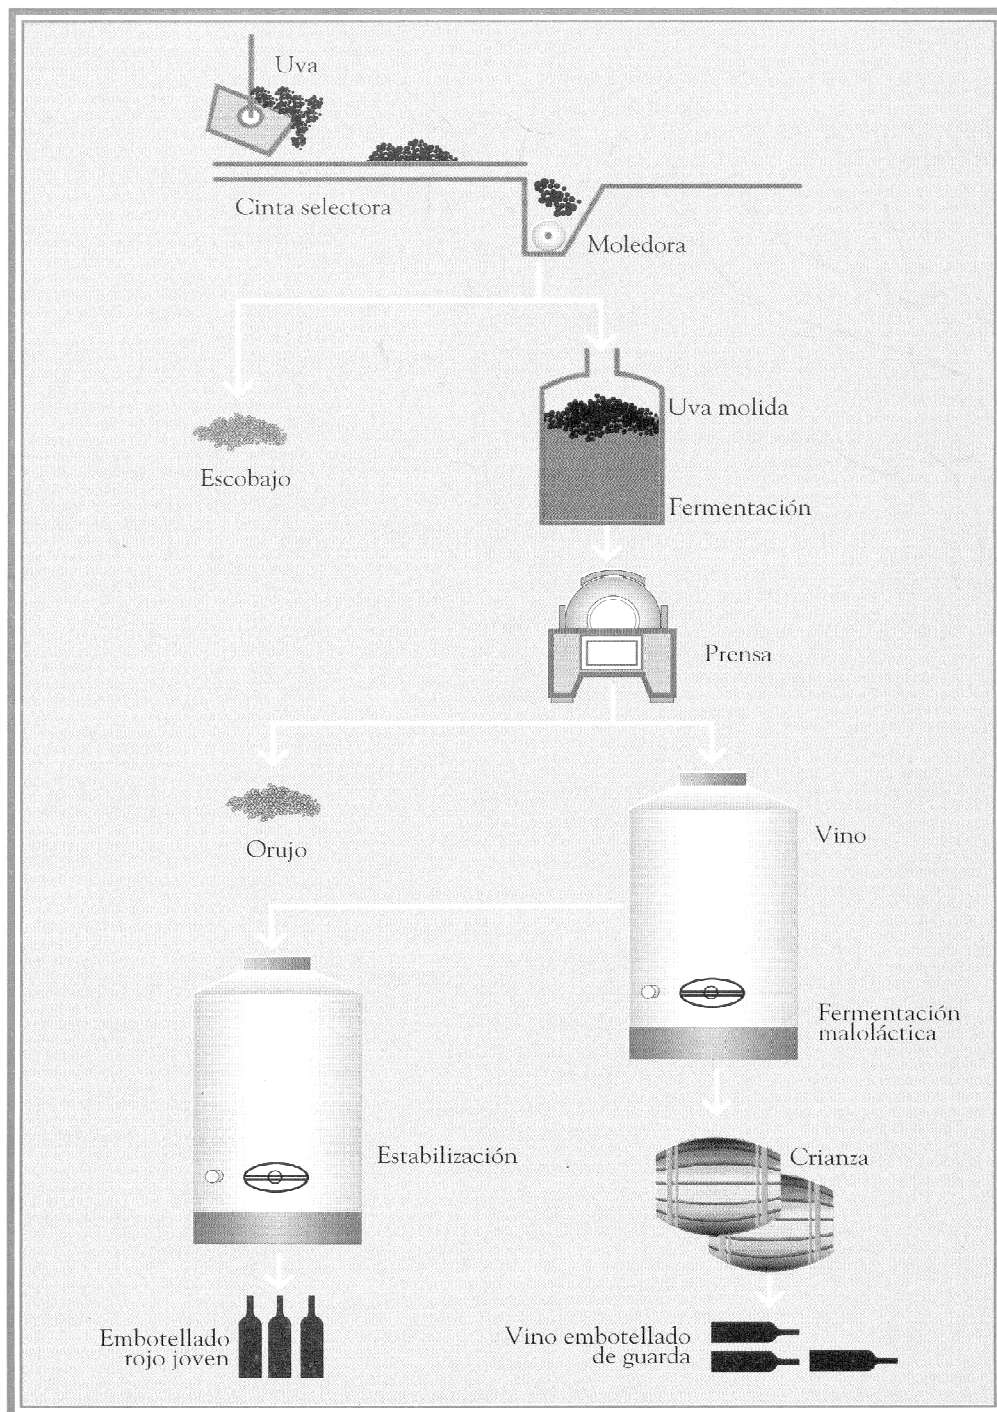 Uva
Cinta selectora
Moledora
Uva molida
Escobajo
Fermentación
Prensa
Orujo
Vino
Fermentación
maloláctica
Estabilización
Crianza
Embotellado
rojo joven
Vino embotellado
de guarda